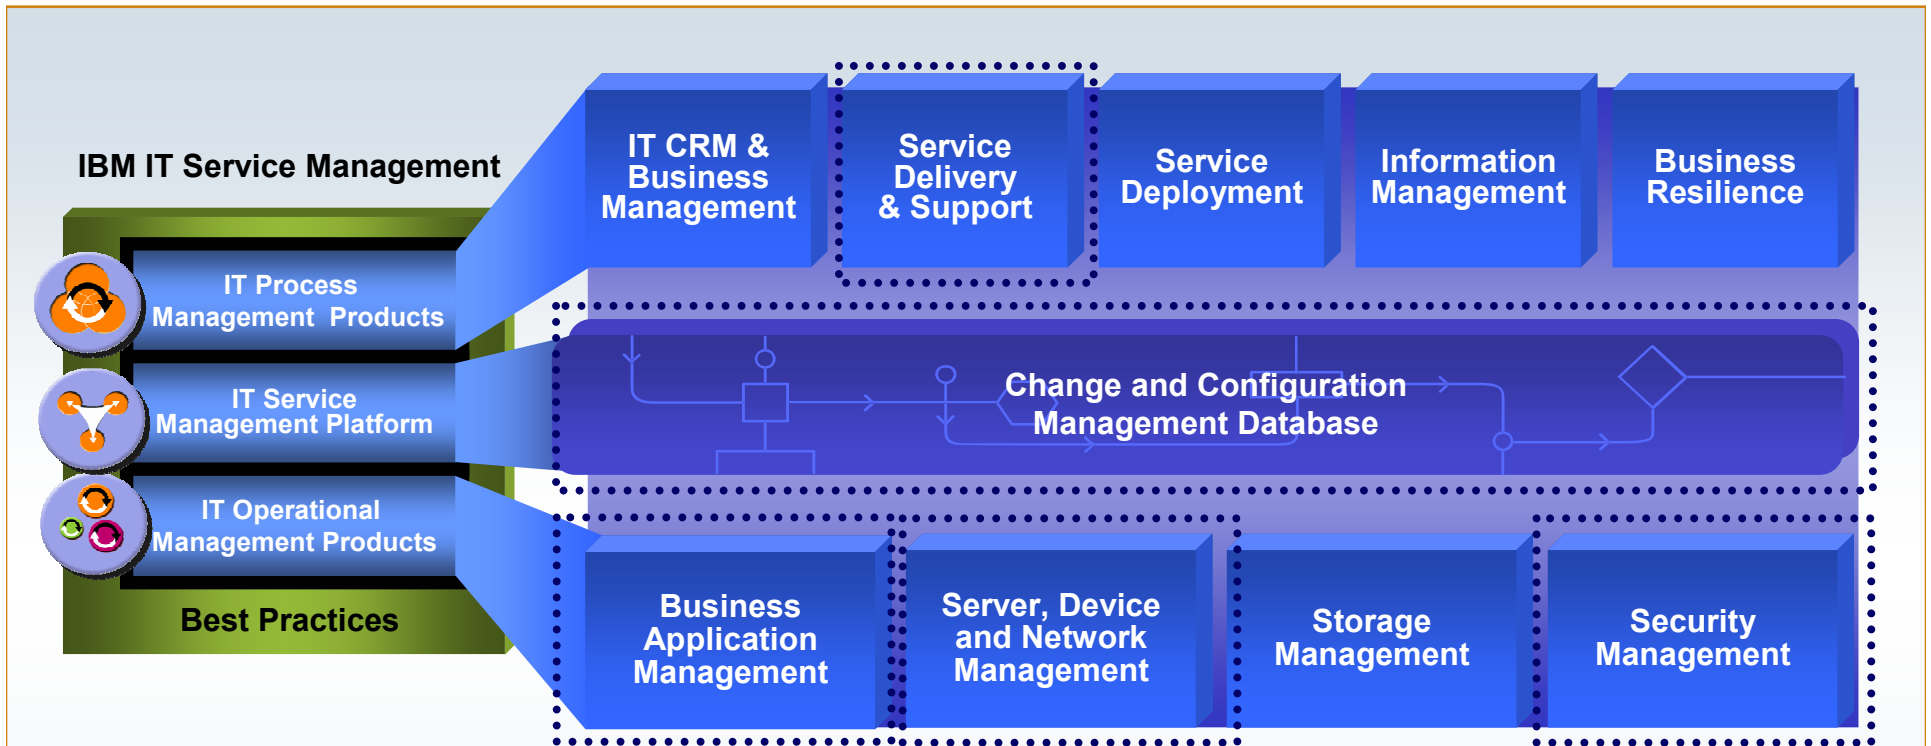 IBM IT Service Management
IT Process
Management Products
IT Service
Management Platform
IT Operational
Management Products
Best Practices
IT CRM &
Business
Management
Service
Delivery
& Support
Service
Deployment
Information
Management
Business
Resilience
Change and Configuration
Management Database
Business
Application
Management
Server, Device
and Network
Management
Storage
Management
Security
Management